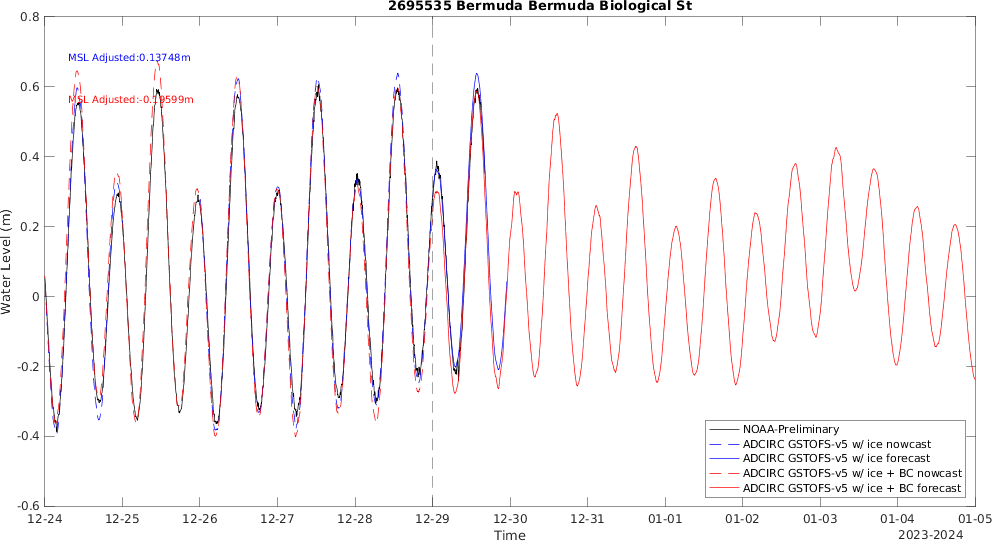 2695535 Bermuda Bermuda Biological St
0.8
0.6
0.4
0.2
0
-0.2
-0.4
-0.6
Water Level (m)
MSL Adjusted:0.13748m
MSL Adjusted:-0.19599m
NOAA-Preliminary
ADCIRC GSTOFS-v5 w/ ice nowcast
ADCIRC GSTOFS-v5 w/ ice forecast
ADCIRC GSTOFS-v5 w/ ice + BC nowcast
ADCIRC GSTOFS-v5 w/ ice + BC forecast
12-24 12-25 12-26 12-27 12-28 12-29 12-30 12-31 01-01 01-02 01-03 01-04 01-05
Time
2023-2024